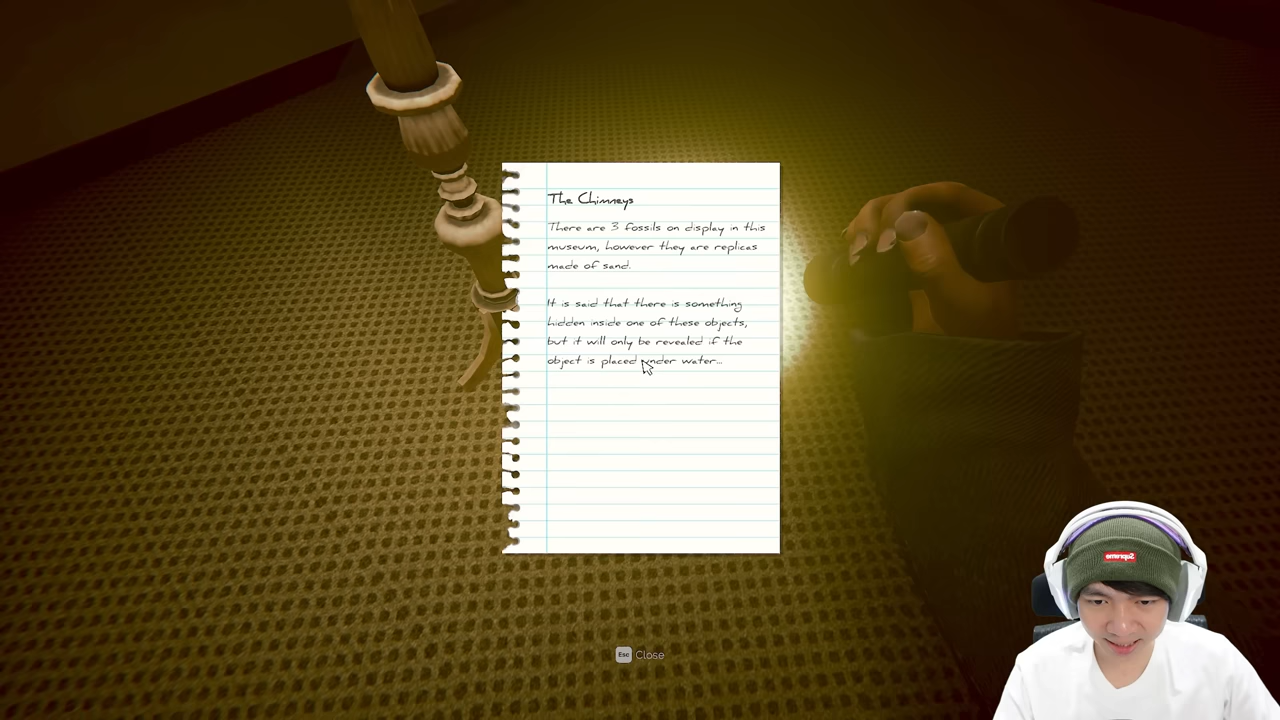 The Chimneys
There are 3 fossils on display in this
museum, however they are replicas
made of sand.
It is said that there is something
hidden inside one of these objects,
but it will only be revealed if the
object is placed under water...
Esc Close
Supreme